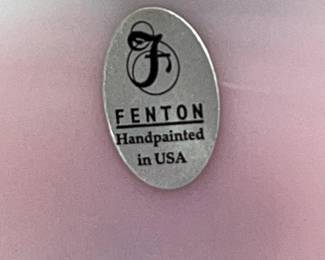 F
FENTON
Handpainted
in USA